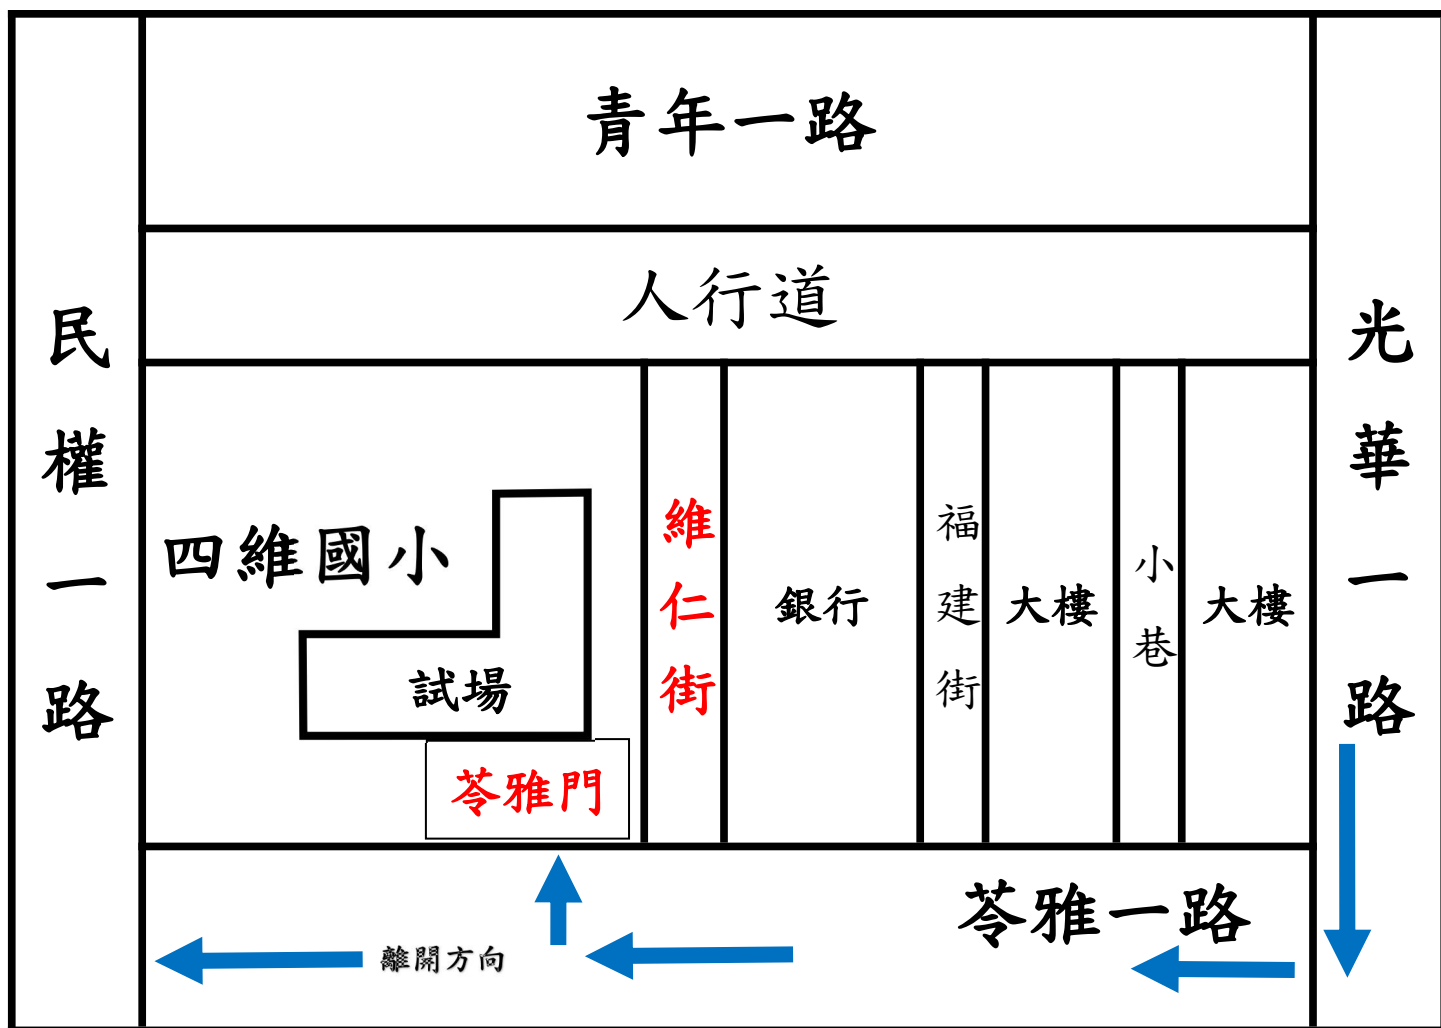 青年一路
人行道
民權一路
光華一路
四維國小
試場
苓雅門
維仁街
銀行
福建街
大樓
小巷
大樓
苓雅一路
離開方向